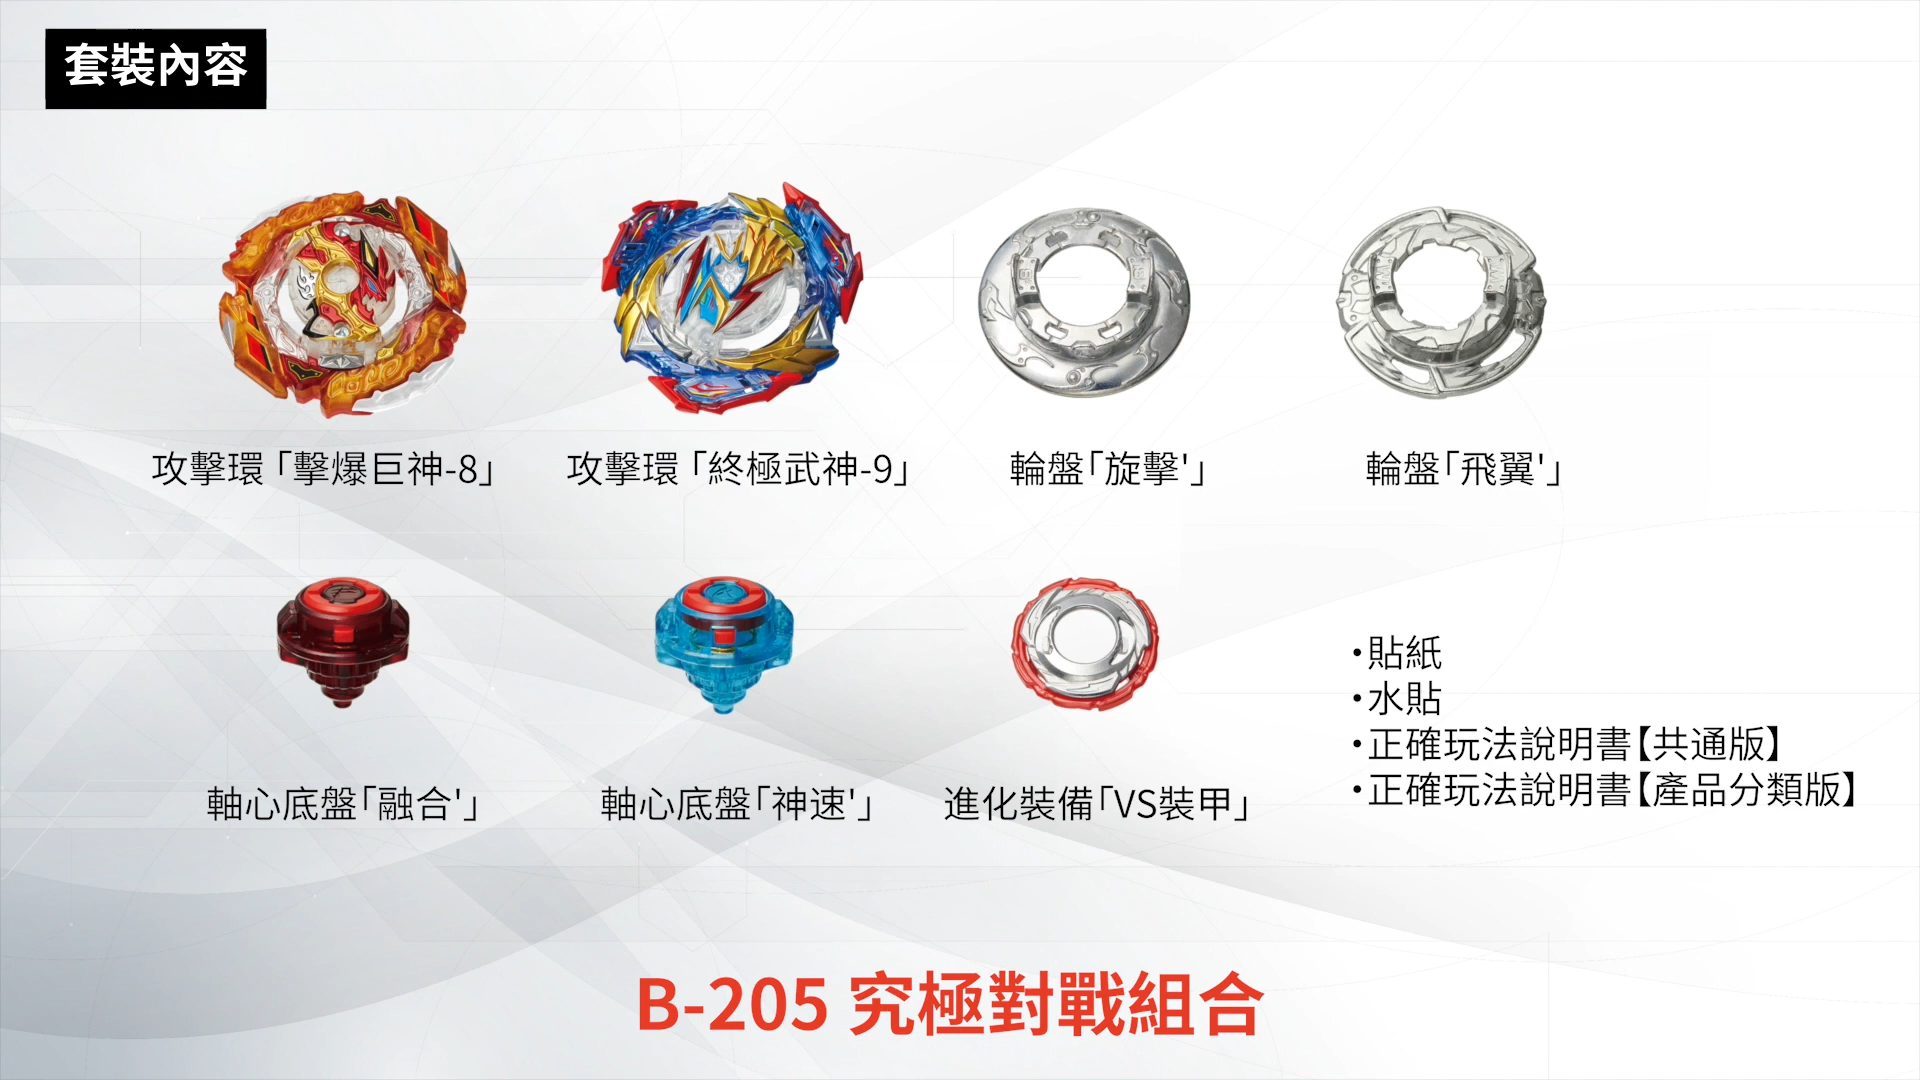 套裝內容
攻擊環「擊爆巨神-8」
攻擊環「終極武神-9」
輪盤「旋擊'」
輪盤「飛翼'」
軸心底盤「融合'」
軸心底盤「神速'」
進化裝備「VS裝甲」
•貼紙
•水貼
•正確玩法說明書【共通版】
•正確玩法說明書【產品分類版】
B-205 究極對戰組合